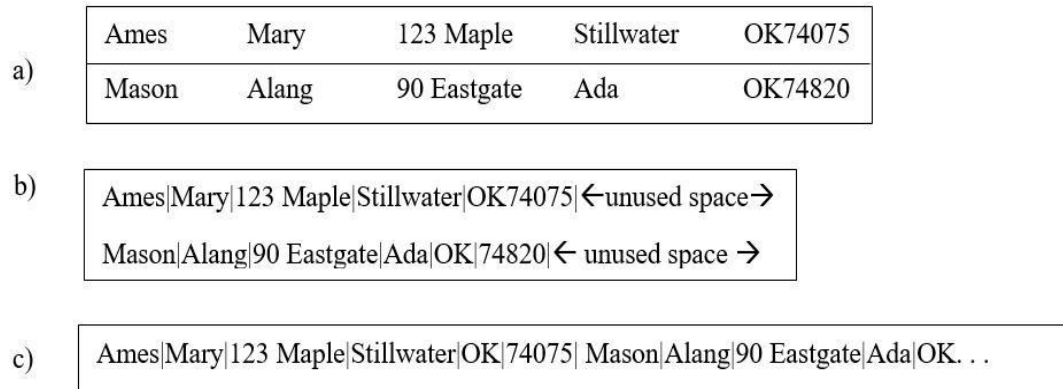 a)
Ames Mary 123 Maple Stillwater OK74075
Mason Alang 90 Eastgate Ada OK74820
b)
Ames|Mary|123 Maple|Stillwater|OK74075|←unused space→
Mason|Alang|90 Eastgate|Ada|OK|74820|← unused space →
c)
Ames|Mary|123 Maple|Stillwater|OK|74075| Mason|Alang|90 Eastgate|Ada|OK. . .